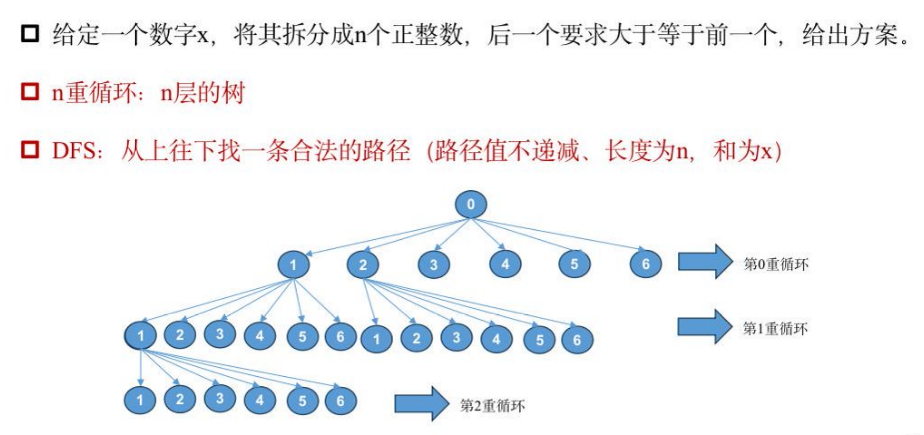 给定一个数字x，将其拆分成n个正整数，后一个要求大于等于前一个，给出方案。
n重循环：n层的树
DFS：从上往下找一条合法的路径（路径值不递减、长度为n，和为x）
0
1 2 3 4 5 6 第0重循环
1 2 3 4 5 6 1 2 3 4 5 6 第1重循环
1 2 3 4 5 6 第2重循环